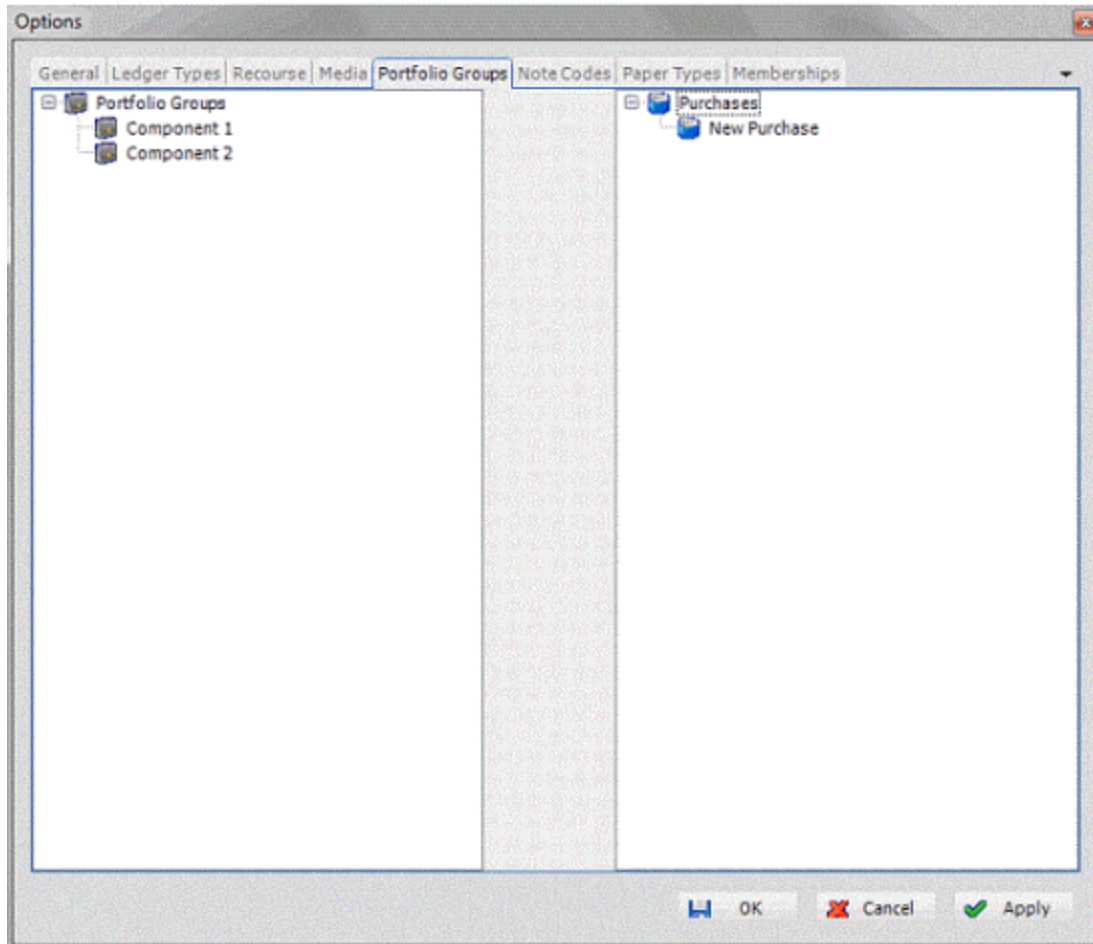 Options
General Ledger Types Recourse Media Portfolio Groups Note Codes Paper Types Memberships
Portfolio Groups
Component 1
Component 2
Purchases
New Purchase
OK Cancel Apply